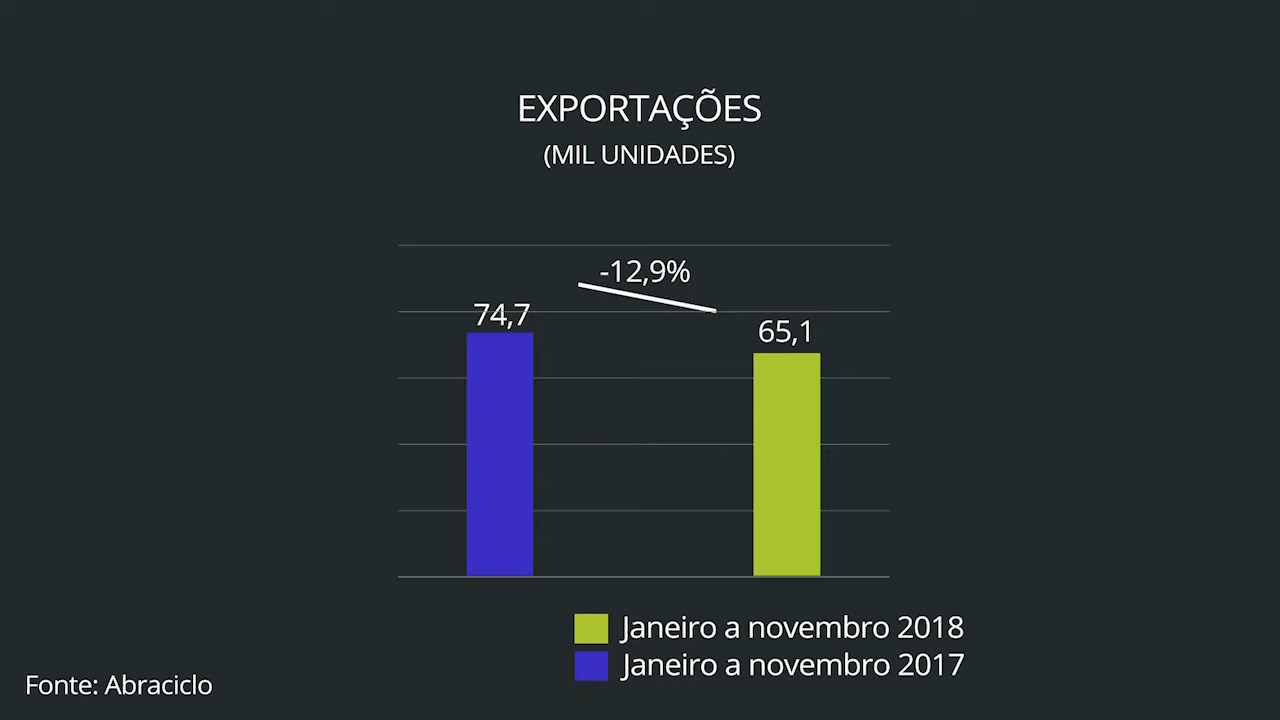 EXPORTAÇÕES
(MIL UNIDADES)
-12,9%
74,7
65,1
Janeiro a novembro 2018
Janeiro a novembro 2017
Fonte: Abraciclo